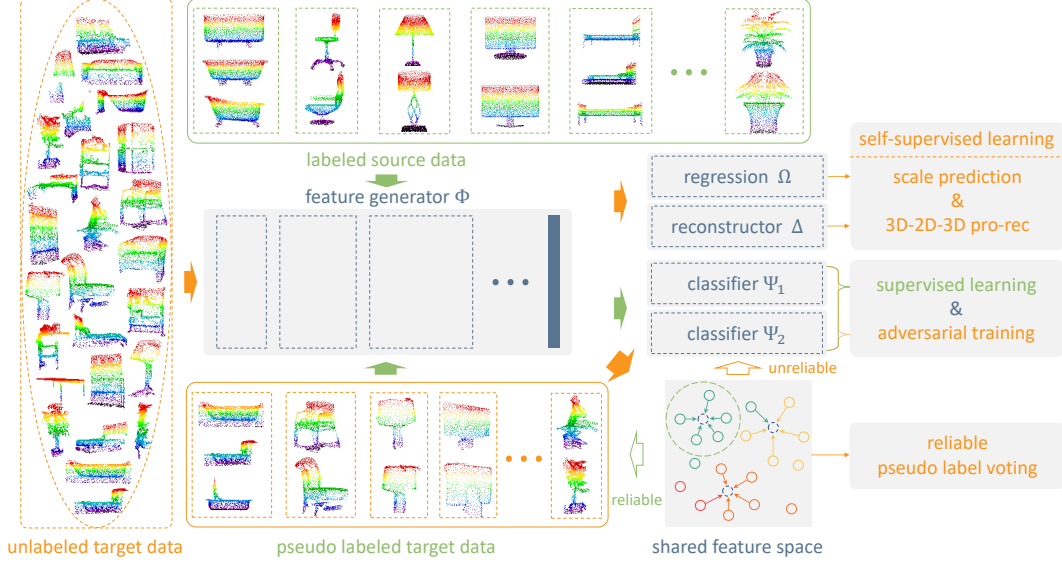 labeled source data
feature generator Φ
regression Ω
reconstructor Δ
classifier Ψ1
classifier Ψ2
self-supervised learning
scale prediction
&
3D-2D-3D pro-rec
supervised learning
&
adversarial training
unreliable
reliable
reliable
pseudo label voting
unlabeled target data
pseudo labeled target data
shared feature space